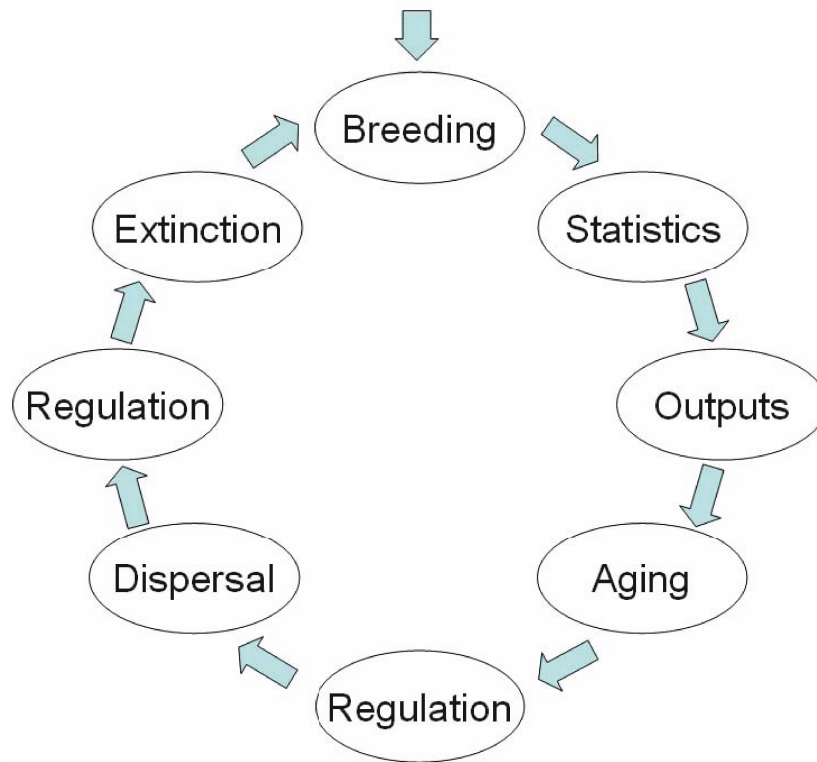 Breeding
Statistics
Outputs
Aging
Regulation
Dispersal
Regulation
Extinction